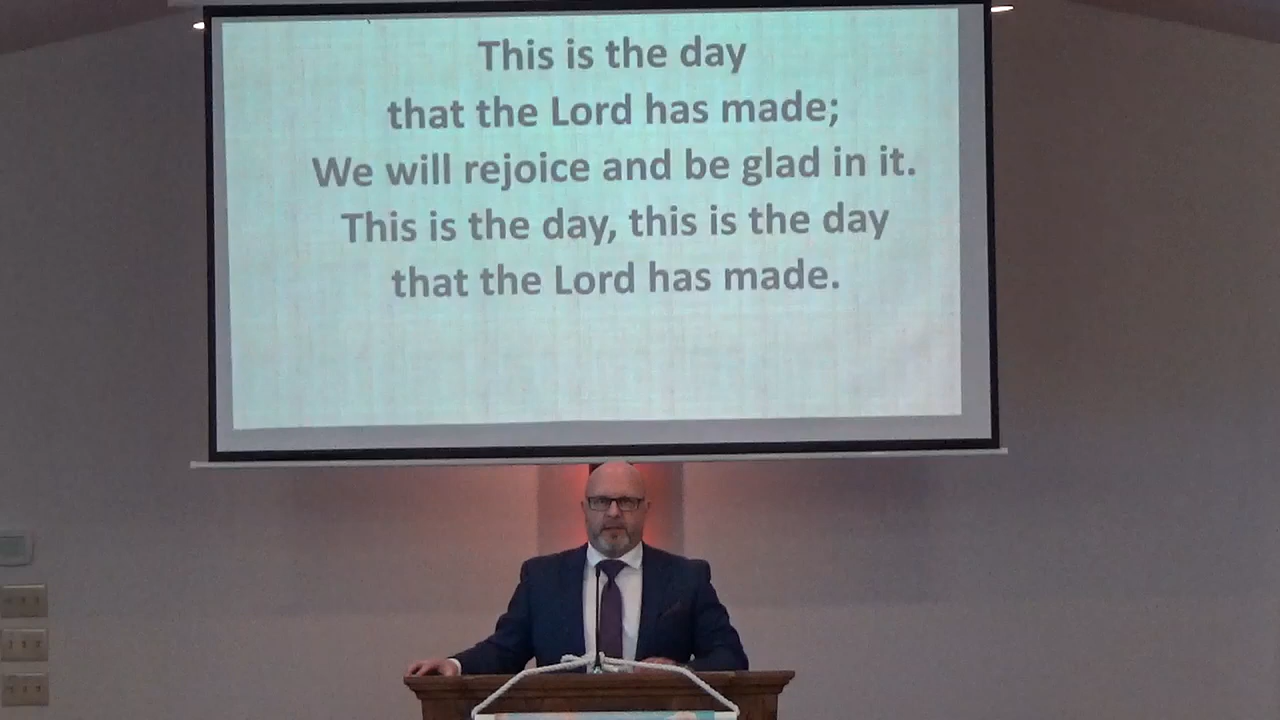 This is the day
that the Lord has made;
We will rejoice and be glad in it.
This is the day, this is the day
that the Lord has made.